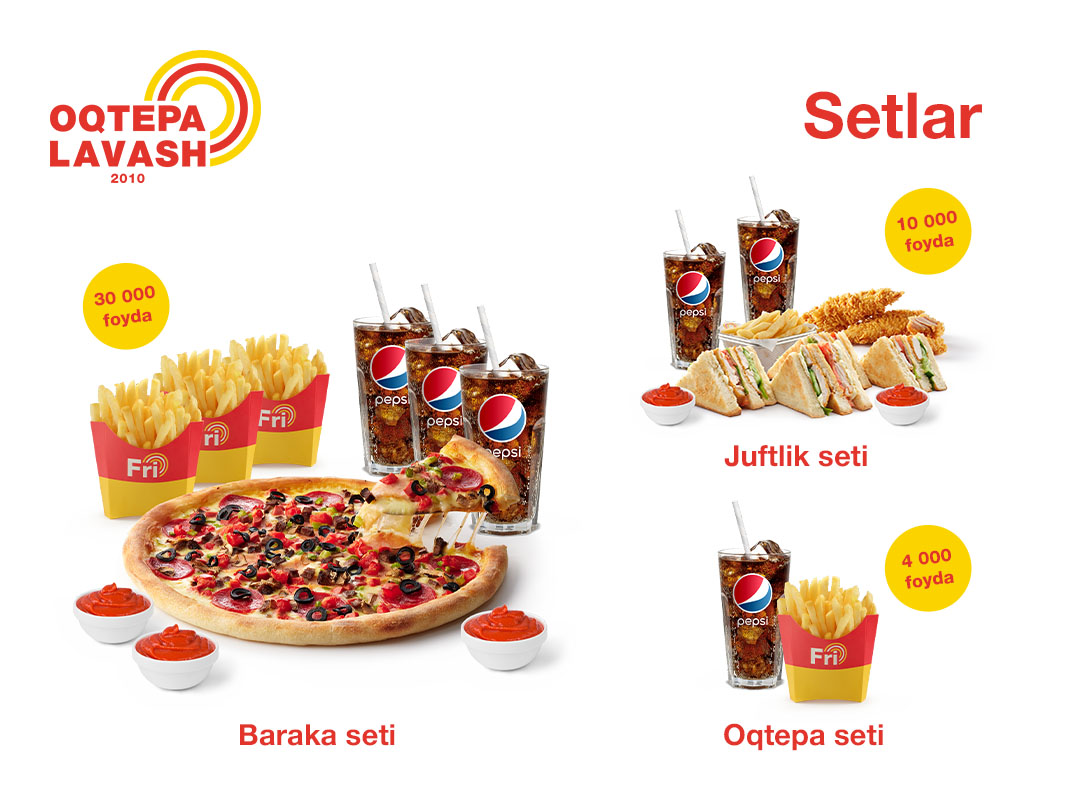 OQTEPA
LAVASH
2010
Setlar
30 000
foyda
pepsi
pepsi
pepsi
Fri
ri
Fri
Baraka seti
10 000
foyda
pepsi
pepsi
Juftlik seti
4 000
foyda
pepsi
Fri
Oqtepa seti